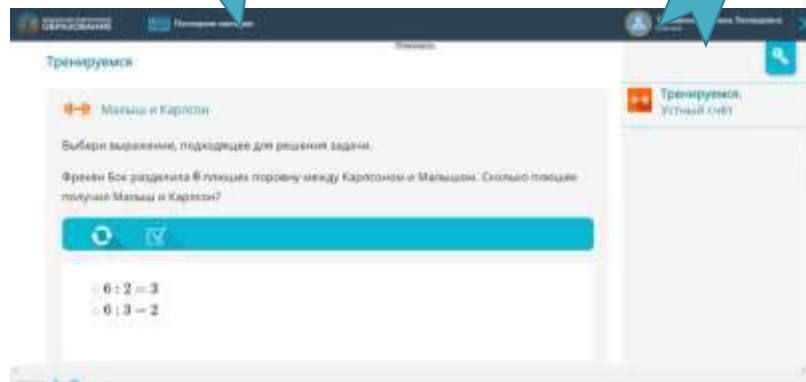 ОБРАЗОВАНИЕ
Тренируемся
Малыш и Карлсон
Выбери выражение, подходящее для решения задачи.
Фрекен Бок разделила 6 плюшек поровну между Карлсоном и Малышом. Сколько плюшек
получил Малыш и Карлсон?
6 : 2 = 3
6 : 3 = 2
Тренируемся.
Устный счёт